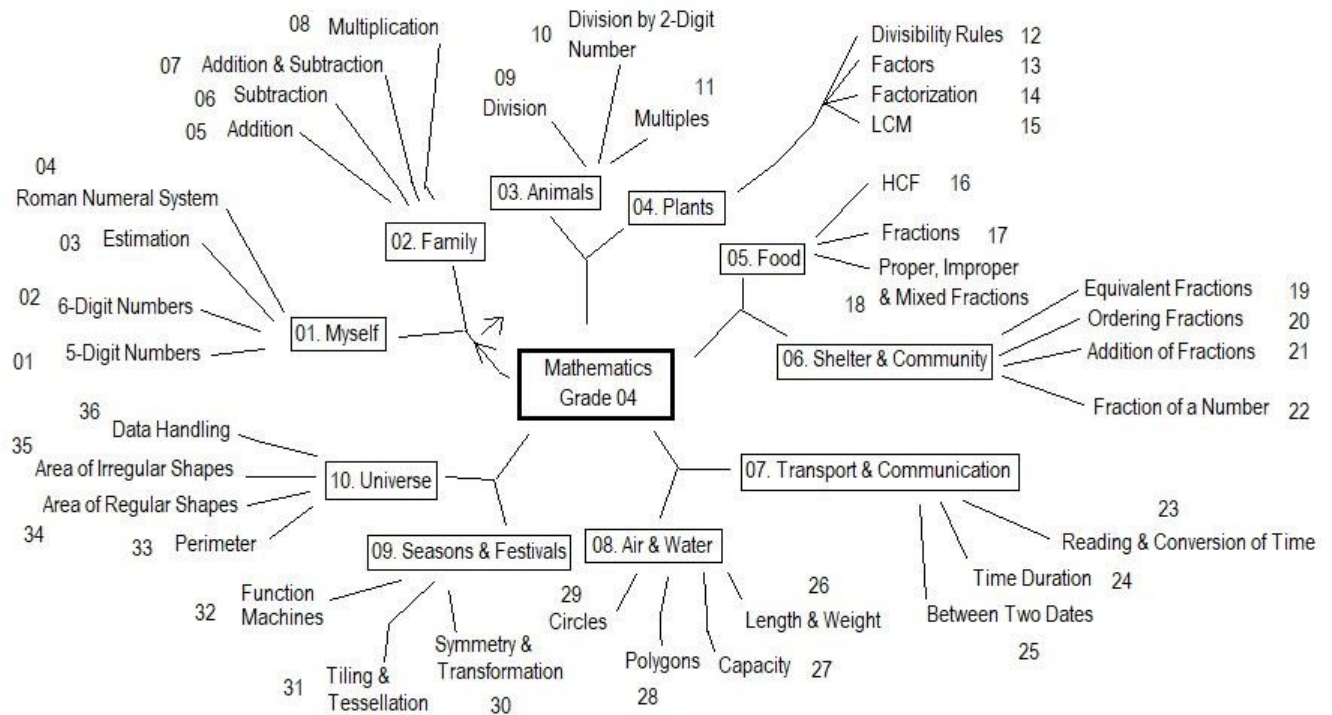 Mathematics
Grade 04
01. Myself
01
5-Digit Numbers
02
6-Digit Numbers
03
Estimation
04
Roman Numeral System
02. Family
05
Addition
06
Subtraction
07
Addition & Subtraction
08
Multiplication
03. Animals
09
Division
10
Division by 2-Digit
Number
11
Multiples
04. Plants
Divisibility Rules 12
Factors 13
Factorization 14
LCM 15
05. Food
HCF 16
Fractions 17
Proper, Improper
& Mixed Fractions
18
06. Shelter & Community
Equivalent Fractions 19
Ordering Fractions 20
Addition of Fractions 21
Fraction of a Number 22
07. Transport & Communication
23
Reading & Conversion of Time
Time Duration 24
Between Two Dates
25
08. Air & Water
26
Length & Weight
Capacity 27
Polygons
28
29
Circles
09. Seasons & Festivals
Symmetry &
Transformation
30
31
Tiling &
Tessellation
32
Function
Machines
10. Universe
33
Perimeter
34
Area of Regular Shapes
35
Area of Irregular Shapes
36
Data Handling